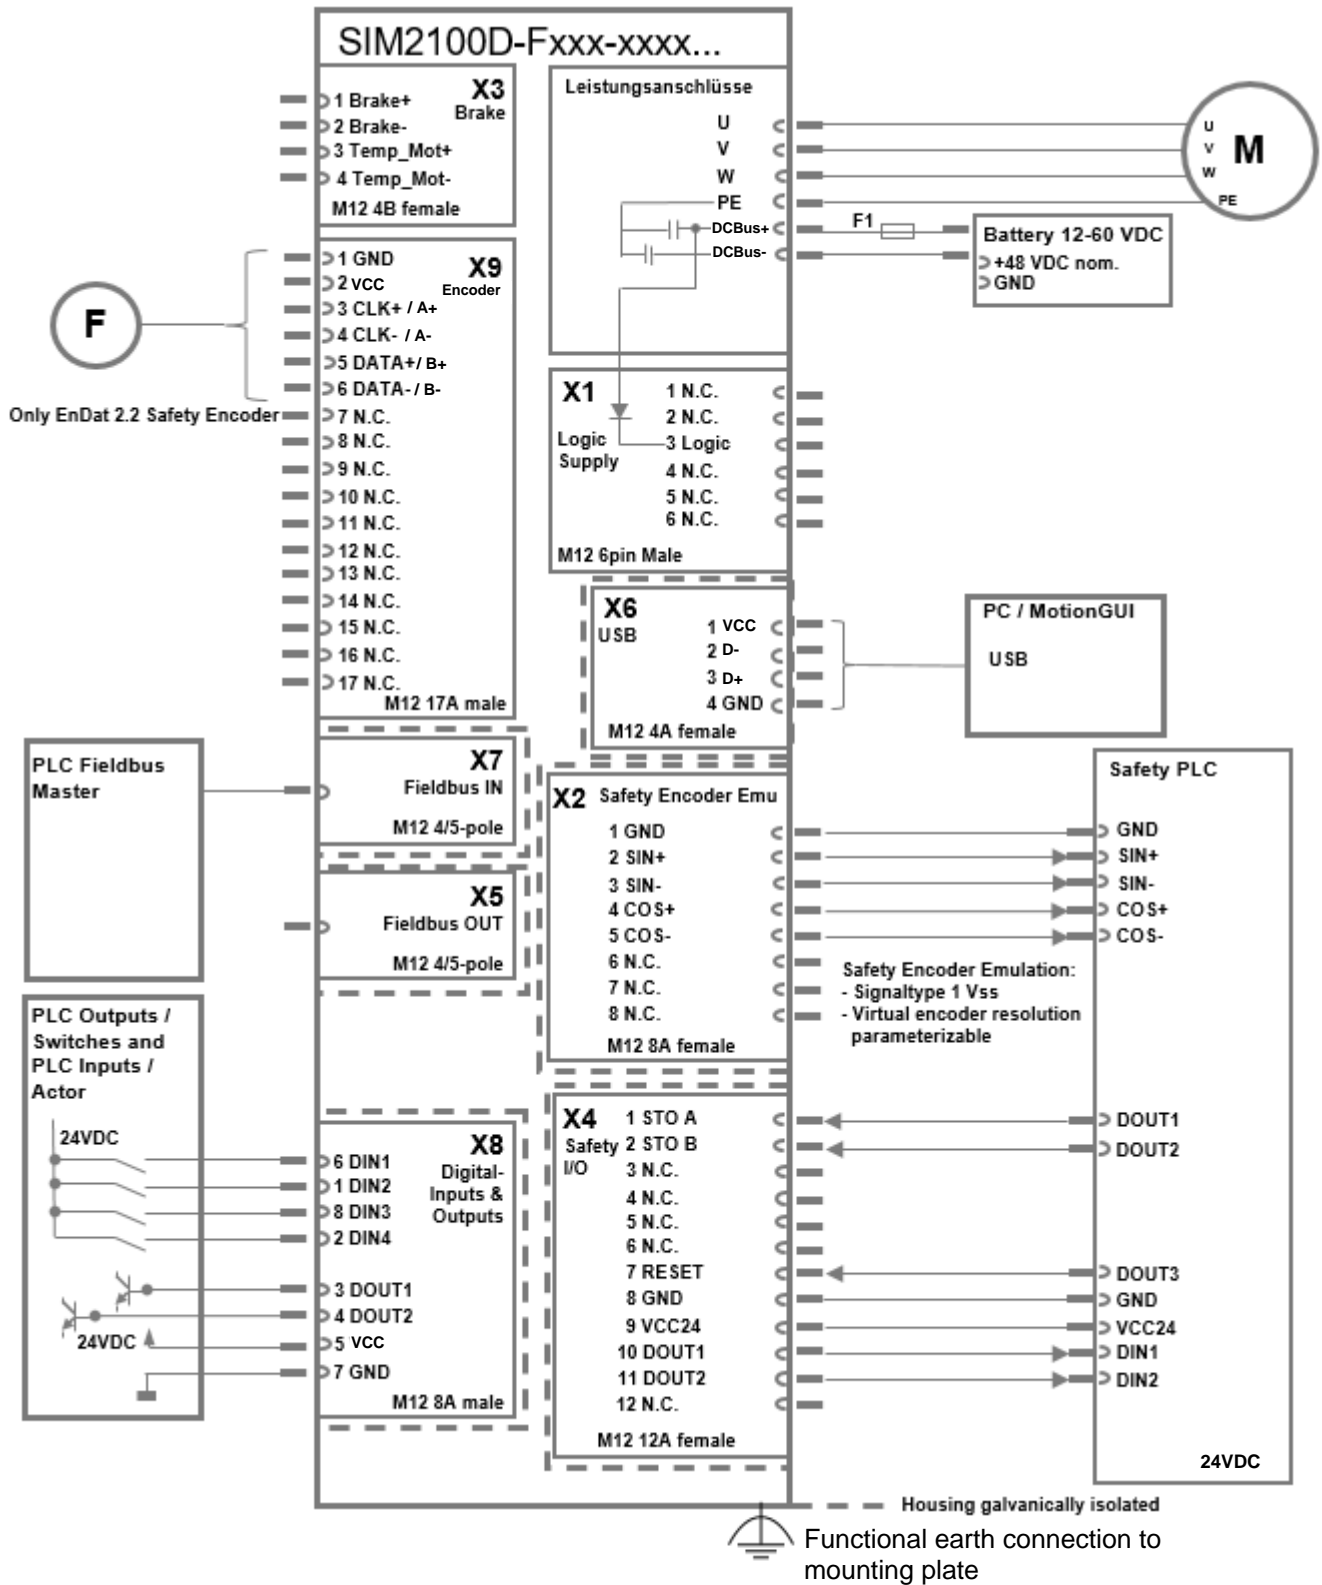 SIM2100D-Fxxx-xxxx...
X3
Brake
1 Brake+
2 Brake-
3 Temp_Mot+
4 Temp_Mot-
M12 4B female
Leistungsanschlüsse
U
V
W
PE
DCBus+
DCBus-
U
V
W
PE
M
F1
Battery 12-60 VDC
+48 VDC nom.
GND
F
Only EnDat 2.2 Safety Encoder
X9
Encoder
1 GND
2 VCC
3 CLK+ / A+
4 CLK- / A-
5 DATA+/ B+
6 DATA- / B-
7 N.C.
8 N.C.
9 N.C.
10 N.C.
11 N.C.
12 N.C.
13 N.C.
14 N.C.
15 N.C.
16 N.C.
17 N.C.
M12 17A male
X1
Logic
Supply
1 N.C.
2 N.C.
3 Logic
4 N.C.
5 N.C.
6 N.C.
M12 6pin Male
X6
USB
1 VCC
2 D-
3 D+
4 GND
M12 4A female
PC / MotionGUI
USB
PLC Fieldbus
Master
X7
Fieldbus IN
M12 4/5-pole
X5
Fieldbus OUT
M12 4/5-pole
X2 Safety Encoder Emu
1 GND
2 SIN+
3 SIN-
4 COS+
5 COS-
6 N.C.
7 N.C.
8 N.C.
M12 8A female
Safety PLC
GND
SIN+
SIN-
COS+
COS-
Safety Encoder Emulation:
- Signaltype 1 Vss
- Virtual encoder resolution
parameterizable
PLC Outputs /
Switches and
PLC Inputs /
Actor
24VDC
24VDC
X8
Digital-
Inputs &
Outputs
6 DIN1
1 DIN2
8 DIN3
2 DIN4
3 DOUT1
4 DOUT2
5 VCC
7 GND
M12 8A male
X4
Safety
I/O
1 STO A
2 STO B
3 N.C.
4 N.C.
5 N.C.
6 N.C.
7 RESET
8 GND
9 VCC24
10 DOUT1
11 DOUT2
12 N.C.
M12 12A female
DOUT1
DOUT2
DOUT3
GND
VCC24
DIN1
DIN2
24VDC
Housing galvanically isolated
Functional earth connection to
mounting plate